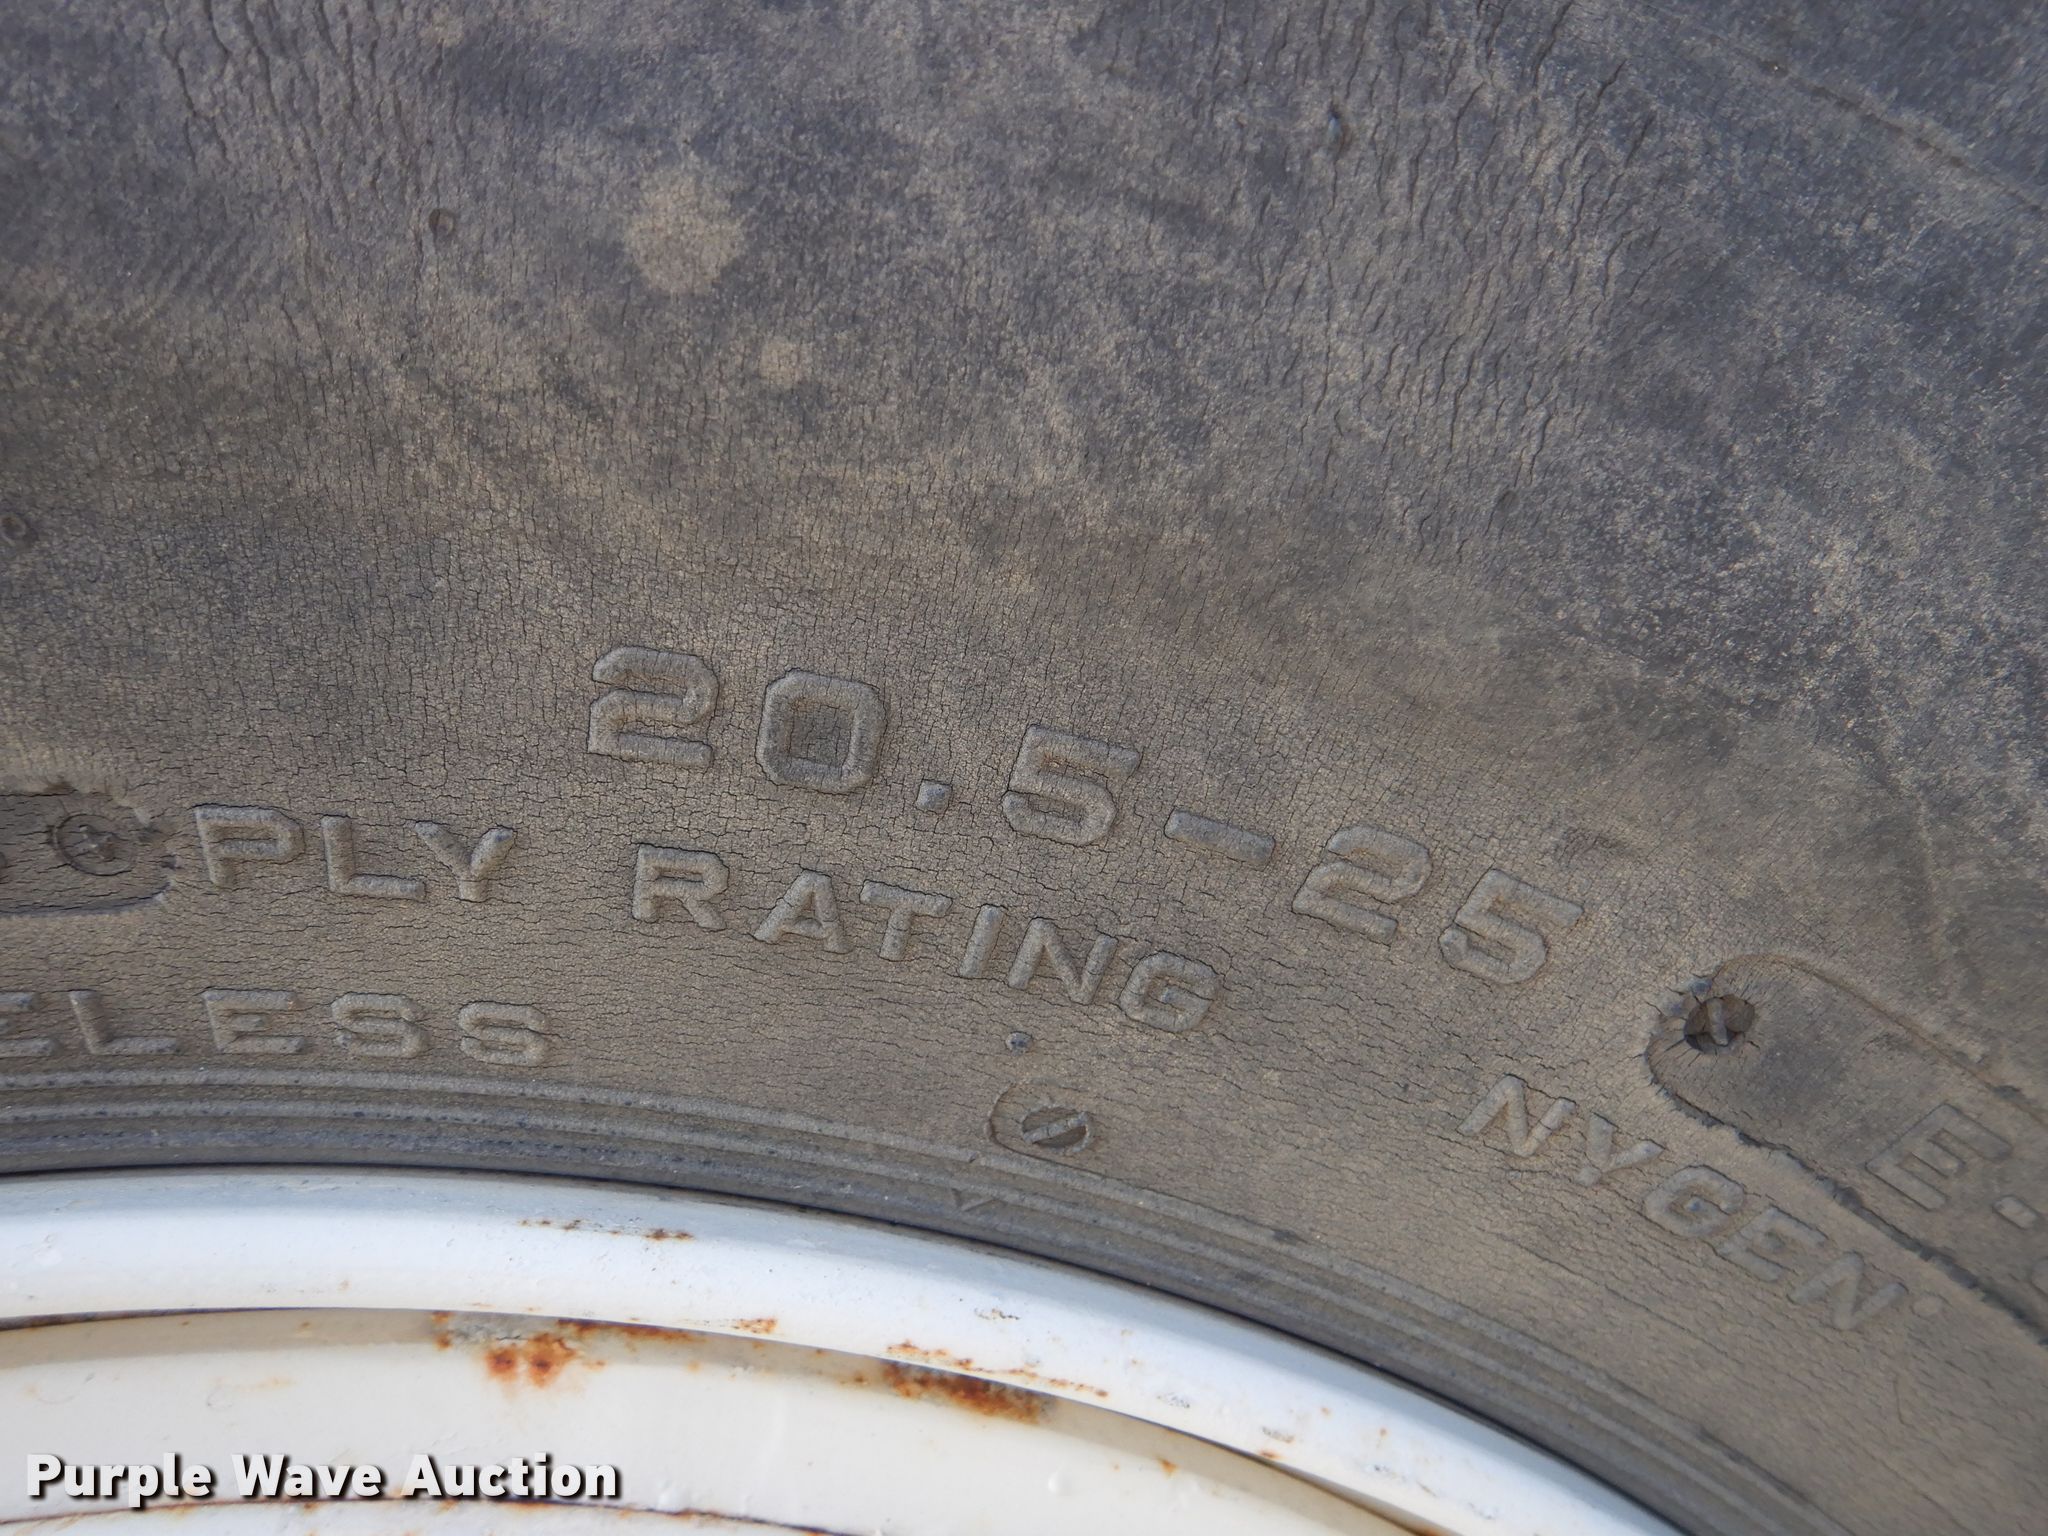 20.5-25
PLY RATING
ELESS
NYGEN
E.
Purple Wave Auction